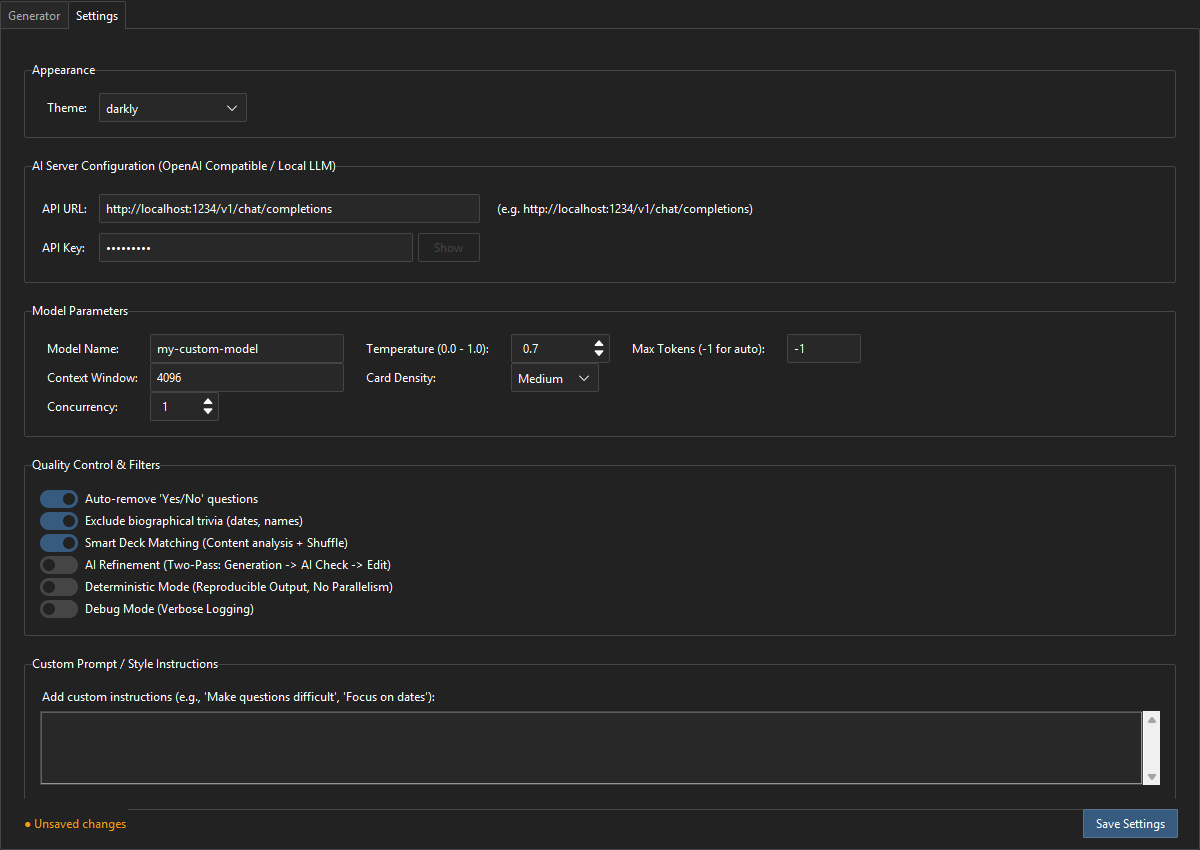 Generator Settings
Appearance
Theme: darkly
AI Server Configuration (OpenAI Compatible / Local LLM)
API URL: http://localhost:1234/v1/chat/completions (e.g. http://localhost:1234/v1/chat/completions)
API Key: ••••••••• Show
Model Parameters
Model Name: my-custom-model Temperature (0.0 - 1.0): 0.7 Max Tokens (-1 for auto): -1
Context Window: 4096 Card Density: Medium
Concurrency: 1
Quality Control & Filters
Auto-remove 'Yes/No' questions
Exclude biographical trivia (dates, names)
Smart Deck Matching (Content analysis + Shuffle)
AI Refinement (Two-Pass: Generation -> AI Check -> Edit)
Deterministic Mode (Reproducible Output, No Parallelism)
Debug Mode (Verbose Logging)
Custom Prompt / Style Instructions
Add custom instructions (e.g., 'Make questions difficult', 'Focus on dates'):
● Unsaved changes Save Settings